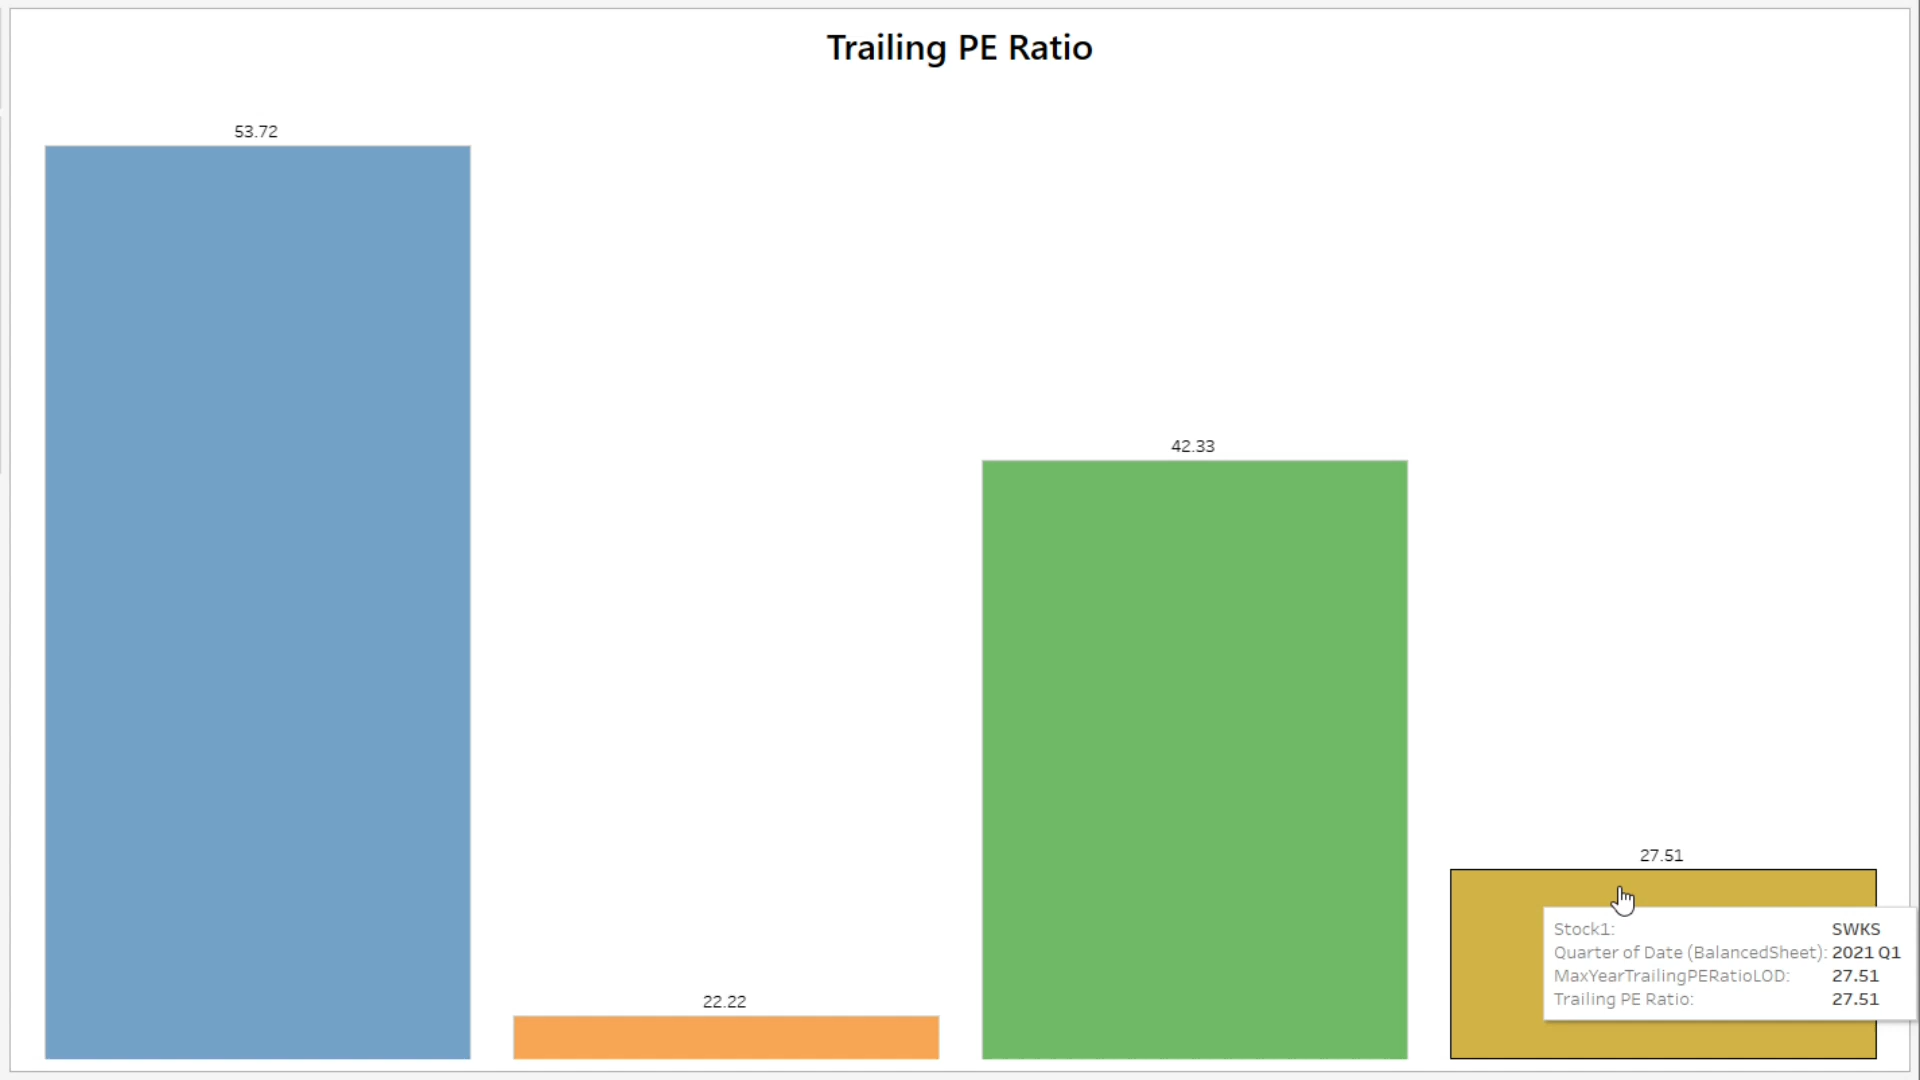 Trailing PE Ratio
53.72
42.33
27.51
22.22
Stock1: SWKS
Quarter of Date (BalancedSheet): 2021 Q1
MaxYearTrailingPERatioLOD: 27.51
Trailing PE Ratio: 27.51